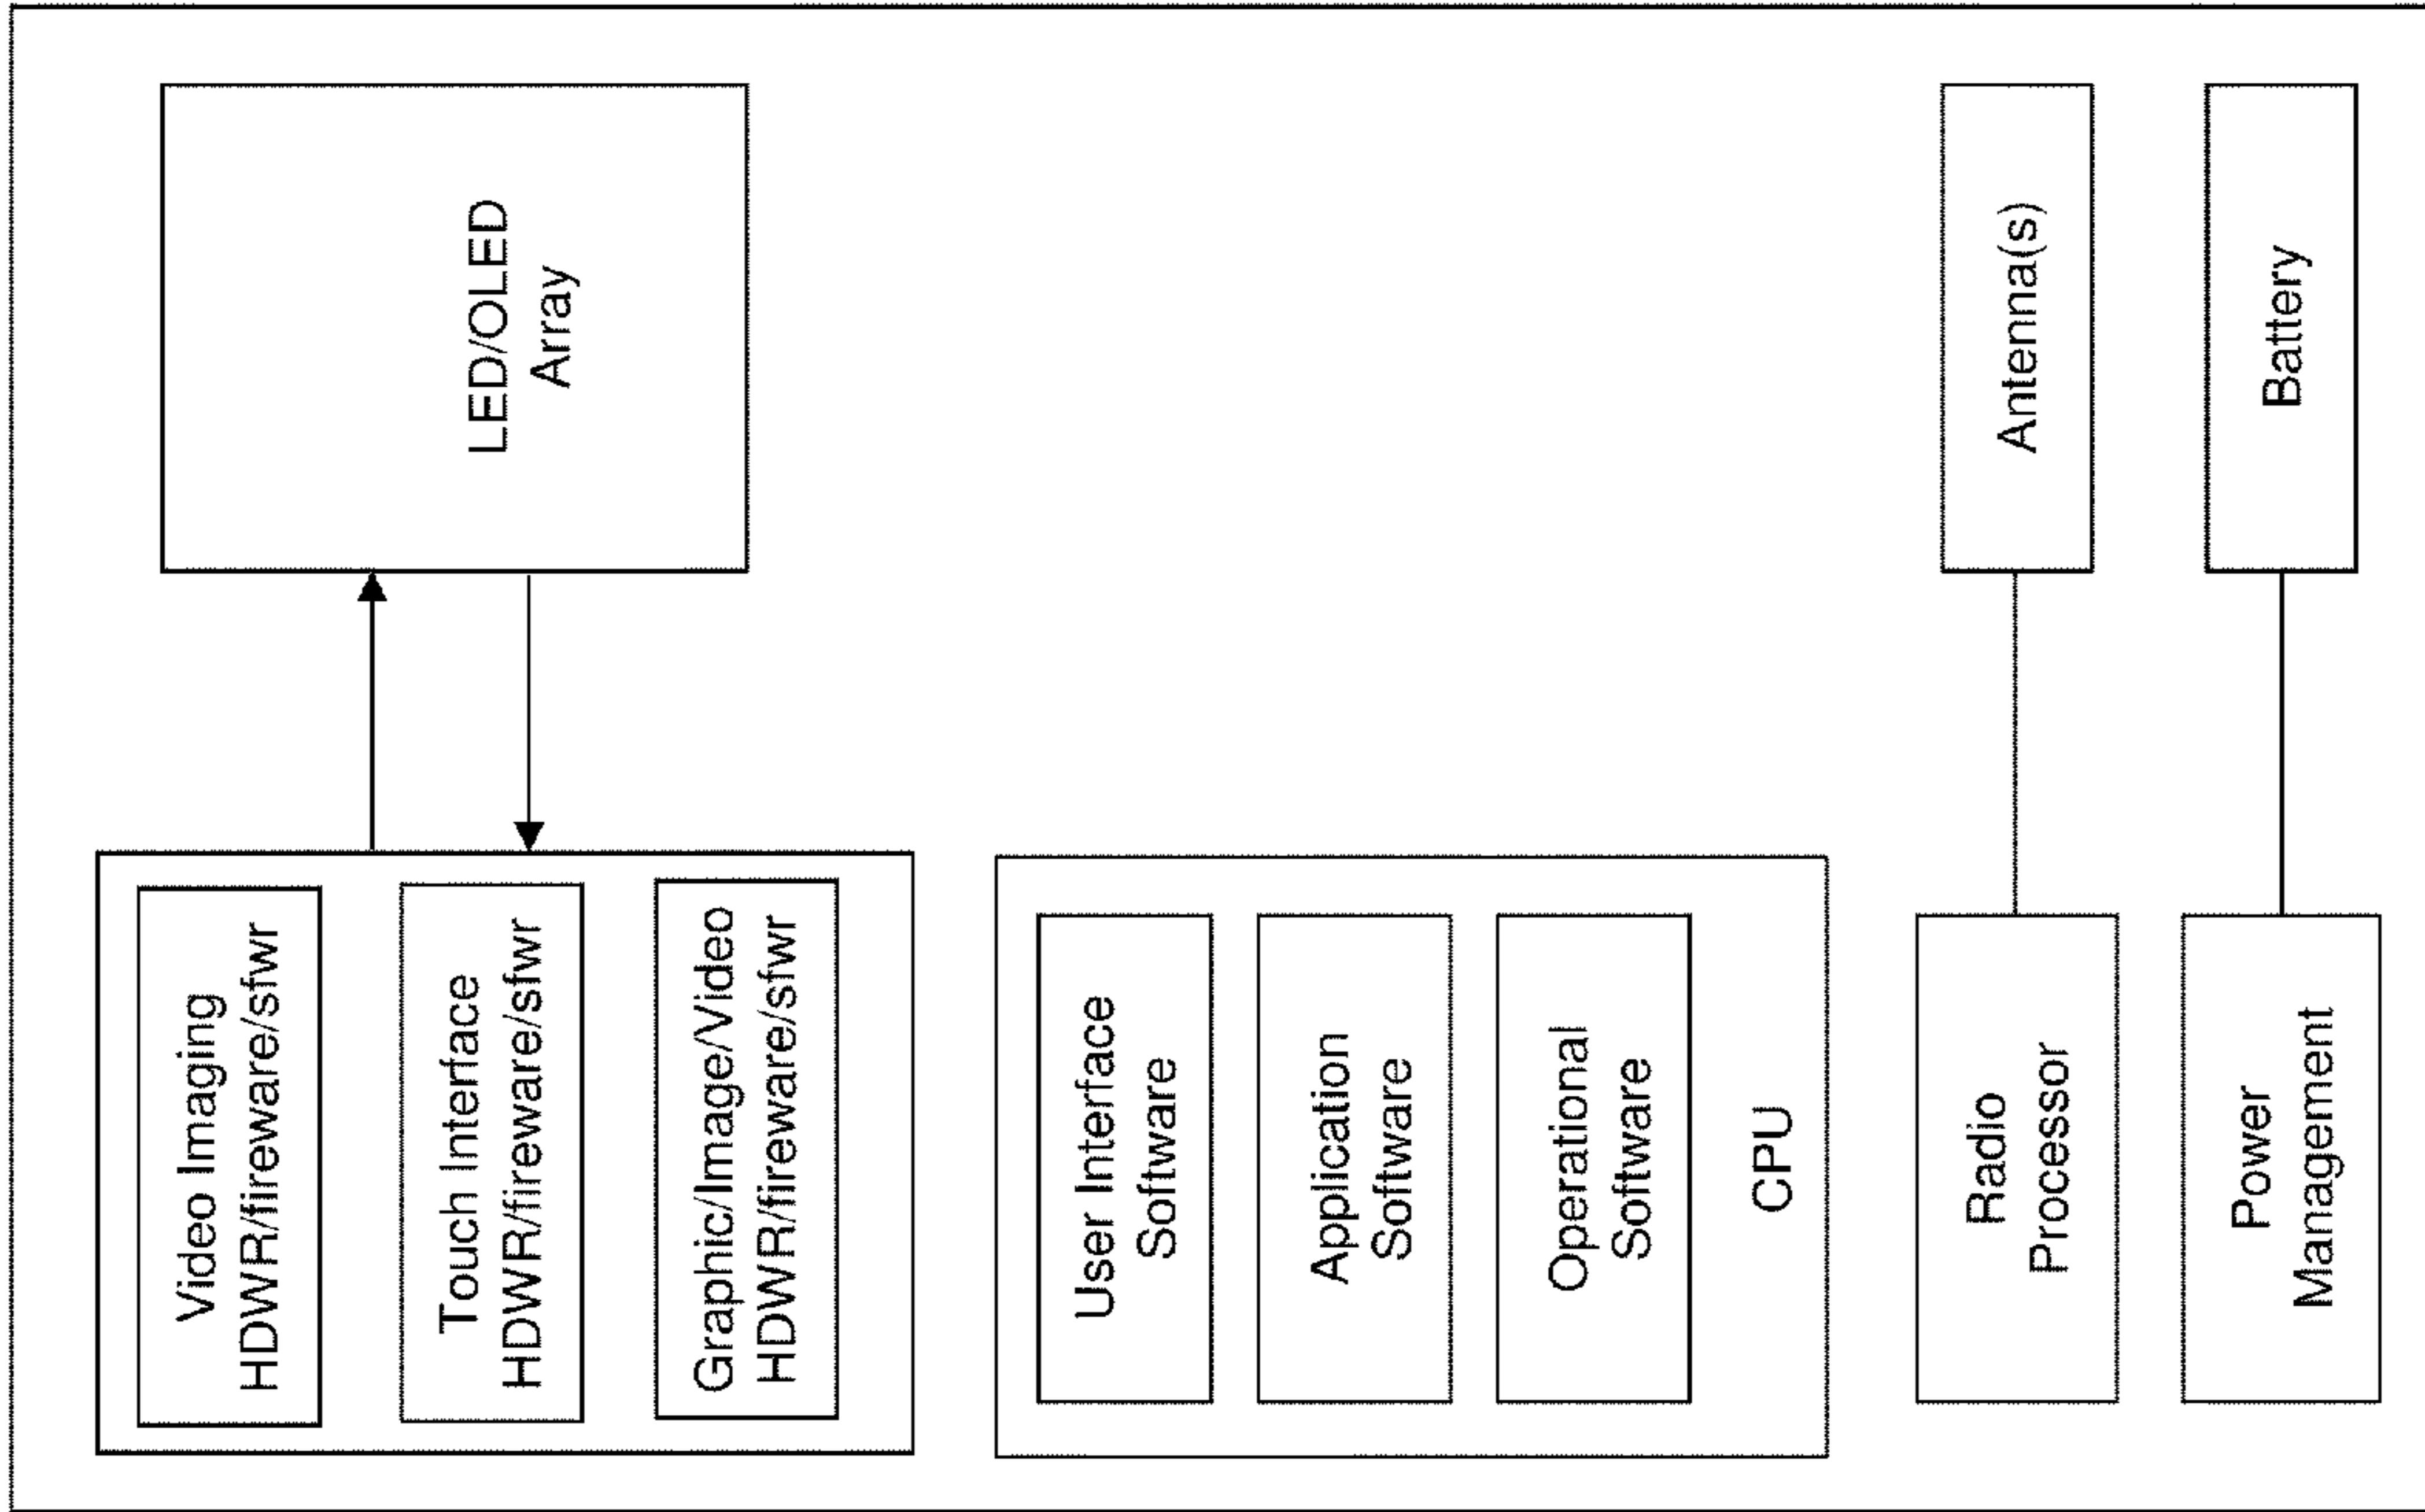 Video Imaging
HDWR/fireware/sfwr
Touch Interface
HDWR/fireware/sfwr
Graphic/Image/Video
HDWR/fireware/sfwr
LED/OLED
Array
User Interface
Software
Application
Software
Operational
Software
CPU
Radio
Processor
Antenna(s)
Power
Management
Battery